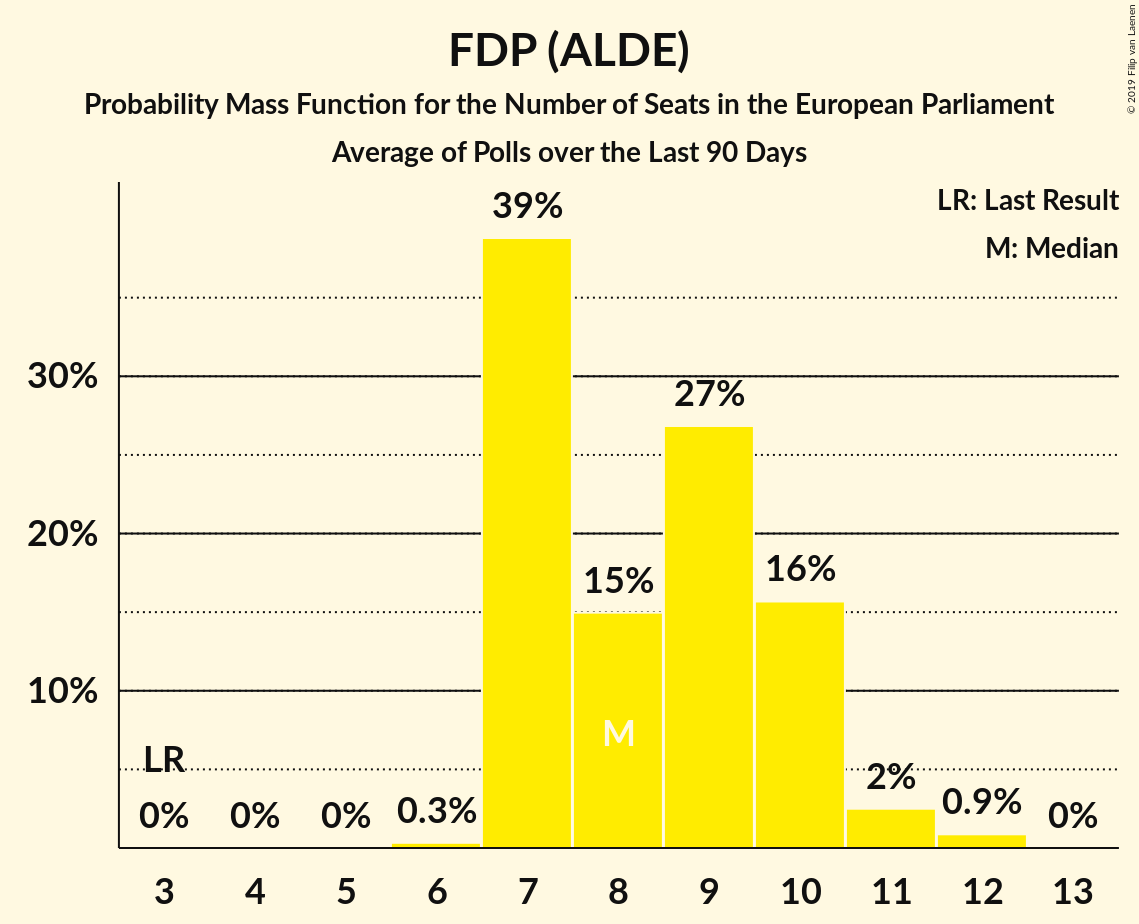 FDP (ALDE)
Probability Mass Function for the Number of Seats in the European Parliament
Average of Polls over the Last 90 Days
© 2019 Filip van Laenen
LR: Last Result
M: Median
39%
30%
27%
20%
15%
16%
10%
M
LR
0%
0%
0%
0.3%
2%
0.9%
0%
3 4 5 6 7 8 9 10 11 12 13